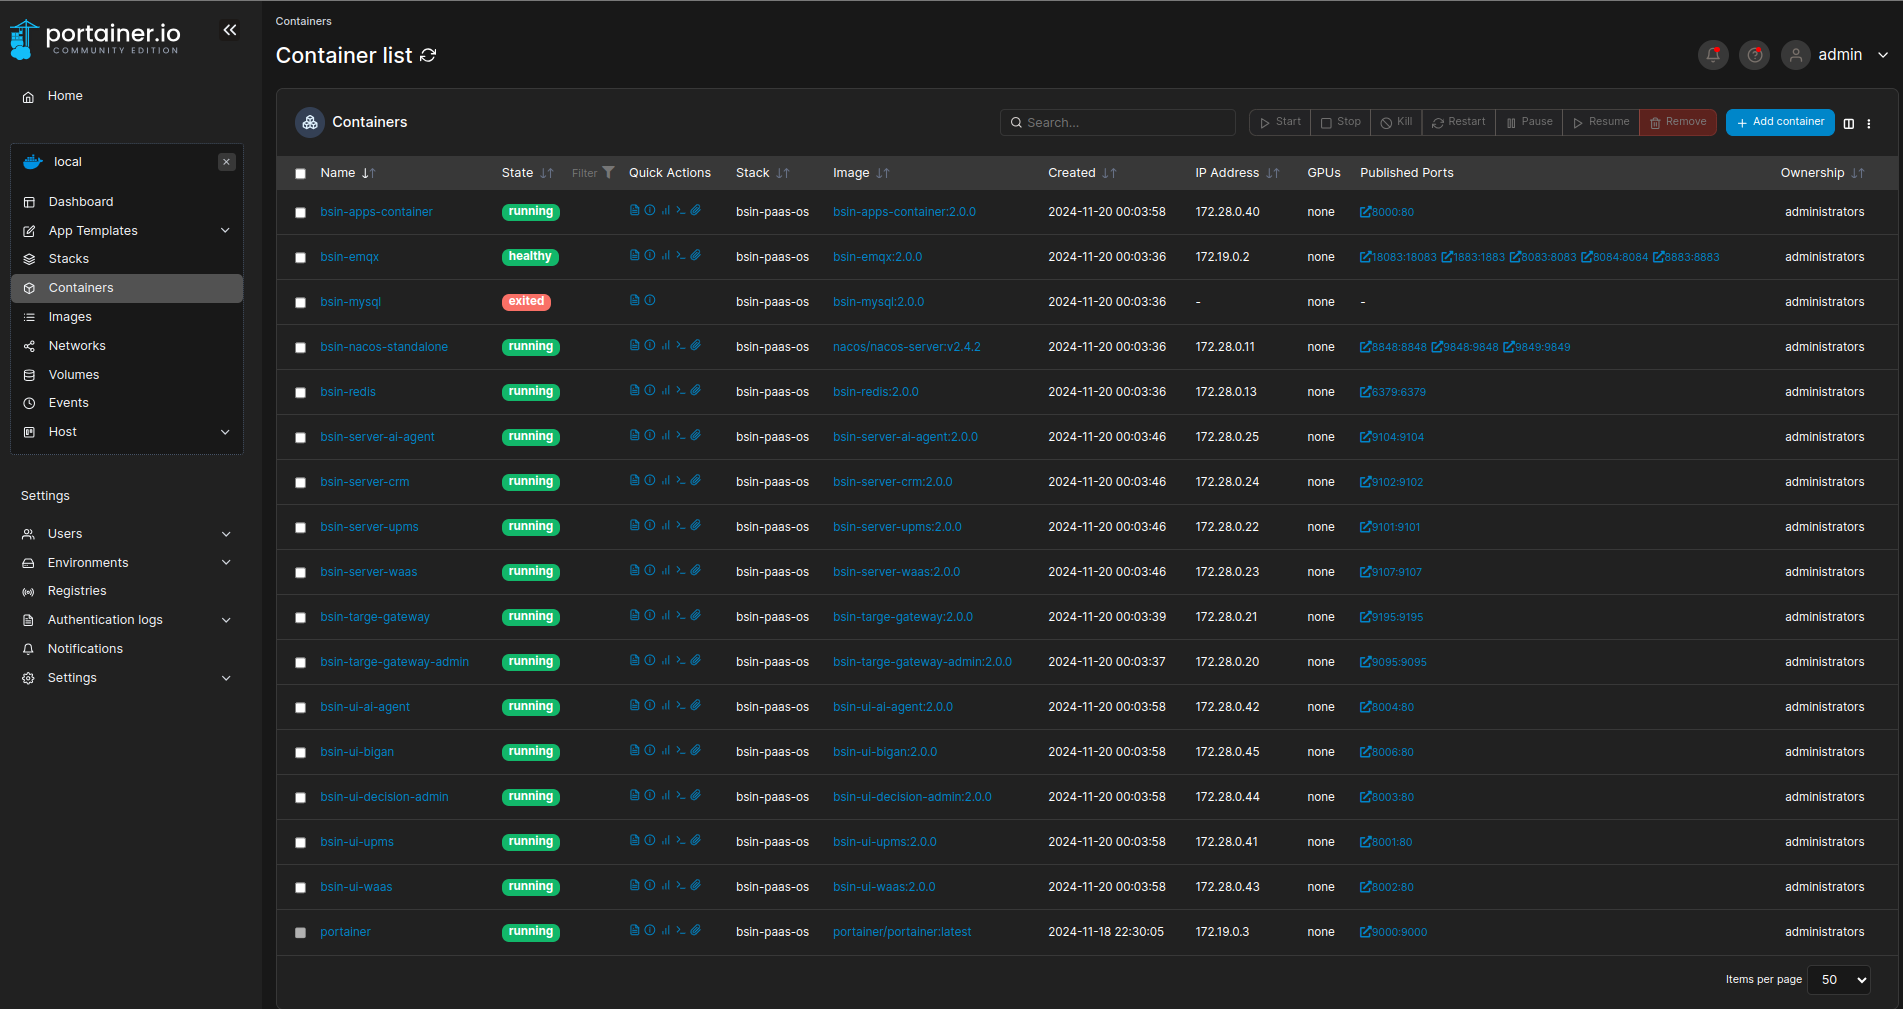 portainer.io
COMMUNITY EDITION
Home
local
Dashboard
App Templates
Stacks
Containers
Images
Networks
Volumes
Events
Host
Settings
Users
Environments
Registries
Authentication logs
Notifications
Settings
Containers
Container list
admin
Containers
Search...
Start Stop Kill Restart Pause Resume Remove
Add container
Name State Filter Quick Actions Stack Image Created IP Address GPUs Published Ports Ownership
bsin-apps-container running bsin-paas-os bsin-apps-container:2.0.0 2024-11-20 00:03:58 172.28.0.40 none 8000:80 administrators
bsin-emqx healthy bsin-paas-os bsin-emqx:2.0.0 2024-11-20 00:03:36 172.19.0.2 none 18083:18083 1883:1883 8083:8083 8084:8084 8883:8883 administrators
bsin-mysql exited bsin-paas-os bsin-mysql:2.0.0 2024-11-20 00:03:36 - none - administrators
bsin-nacos-standalone running bsin-paas-os nacos/nacos-server:v2.4.2 2024-11-20 00:03:36 172.28.0.11 none 8848:8848 9848:9848 9849:9849 administrators
bsin-redis running bsin-paas-os bsin-redis:2.0.0 2024-11-20 00:03:36 172.28.0.13 none 6379:6379 administrators
bsin-server-ai-agent running bsin-paas-os bsin-server-ai-agent:2.0.0 2024-11-20 00:03:46 172.28.0.25 none 9104:9104 administrators
bsin-server-crm running bsin-paas-os bsin-server-crm:2.0.0 2024-11-20 00:03:46 172.28.0.24 none 9102:9102 administrators
bsin-server-upms running bsin-paas-os bsin-server-upms:2.0.0 2024-11-20 00:03:46 172.28.0.22 none 9101:9101 administrators
bsin-server-waas running bsin-paas-os bsin-server-waas:2.0.0 2024-11-20 00:03:46 172.28.0.23 none 9107:9107 administrators
bsin-targe-gateway running bsin-paas-os bsin-targe-gateway:2.0.0 2024-11-20 00:03:39 172.28.0.21 none 9195:9195 administrators
bsin-targe-gateway-admin running bsin-paas-os bsin-targe-gateway-admin:2.0.0 2024-11-20 00:03:37 172.28.0.20 none 9095:9095 administrators
bsin-ui-ai-agent running bsin-paas-os bsin-ui-ai-agent:2.0.0 2024-11-20 00:03:58 172.28.0.42 none 8004:80 administrators
bsin-ui-bigan running bsin-paas-os bsin-ui-bigan:2.0.0 2024-11-20 00:03:58 172.28.0.45 none 8006:80 administrators
bsin-ui-decision-admin running bsin-paas-os bsin-ui-decision-admin:2.0.0 2024-11-20 00:03:58 172.28.0.44 none 8003:80 administrators
bsin-ui-upms running bsin-paas-os bsin-ui-upms:2.0.0 2024-11-20 00:03:58 172.28.0.41 none 8001:80 administrators
bsin-ui-waas running bsin-paas-os bsin-ui-waas:2.0.0 2024-11-20 00:03:58 172.28.0.43 none 8002:80 administrators
portainer running bsin-paas-os portainer/portainer:latest 2024-11-18 22:30:05 172.19.0.3 none 9000:9000 administrators
Items per page 50